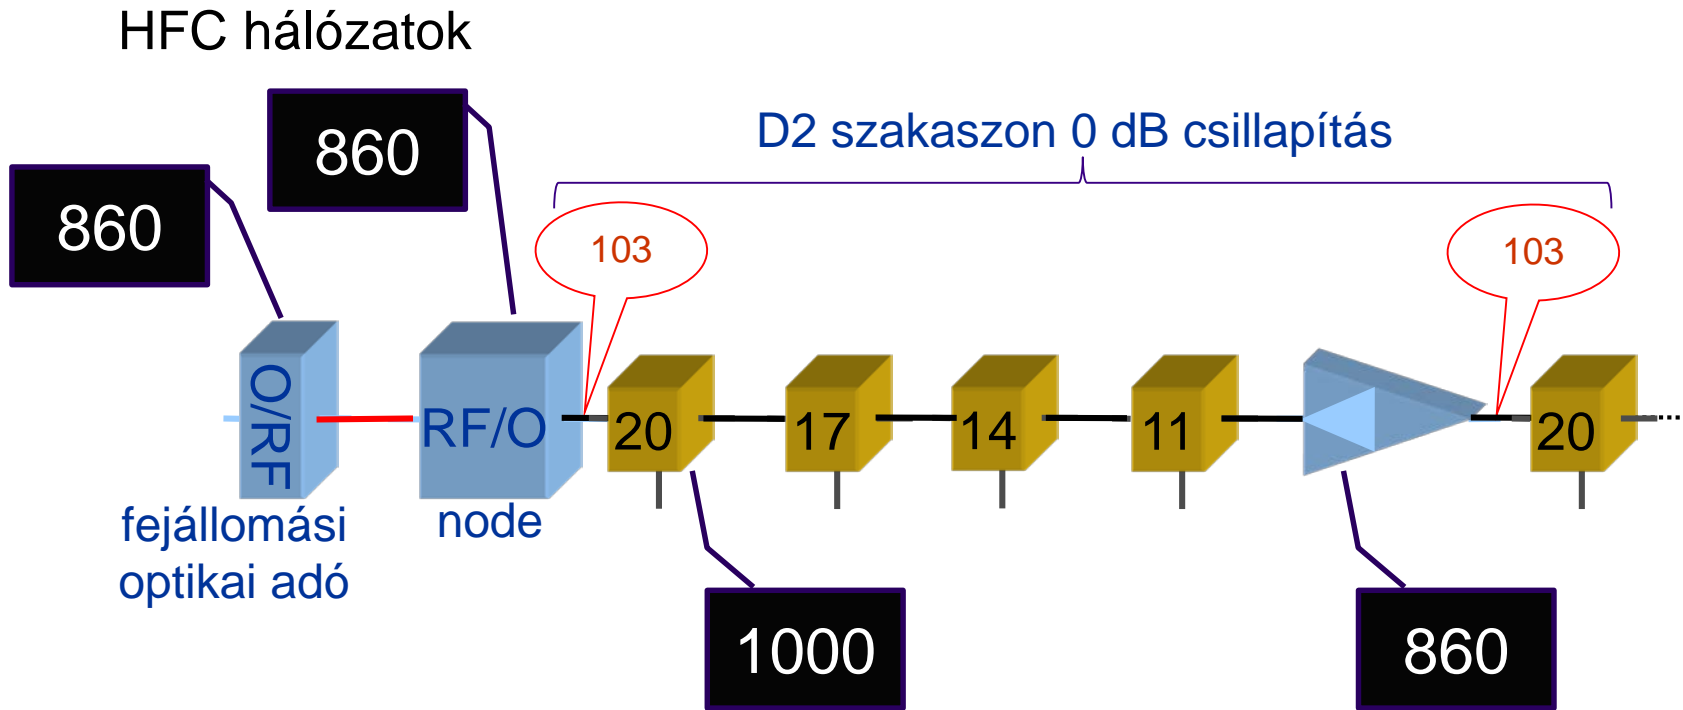 HFC hálózatok
860
860
D2 szakaszon 0 dB csillapítás
103
103
O/RF
RF/O
20
17
14
11
20
fejállomási
optikai adó
node
1000
860